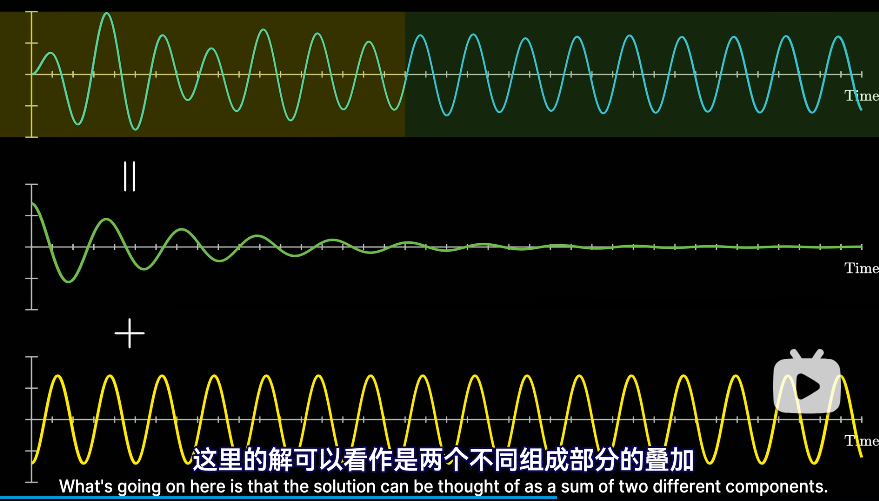 Time
Time
Time
这里的解可以看作是两个不同组成部分的叠加
What's going on here is that the solution can be thought of as a sum of two different components.